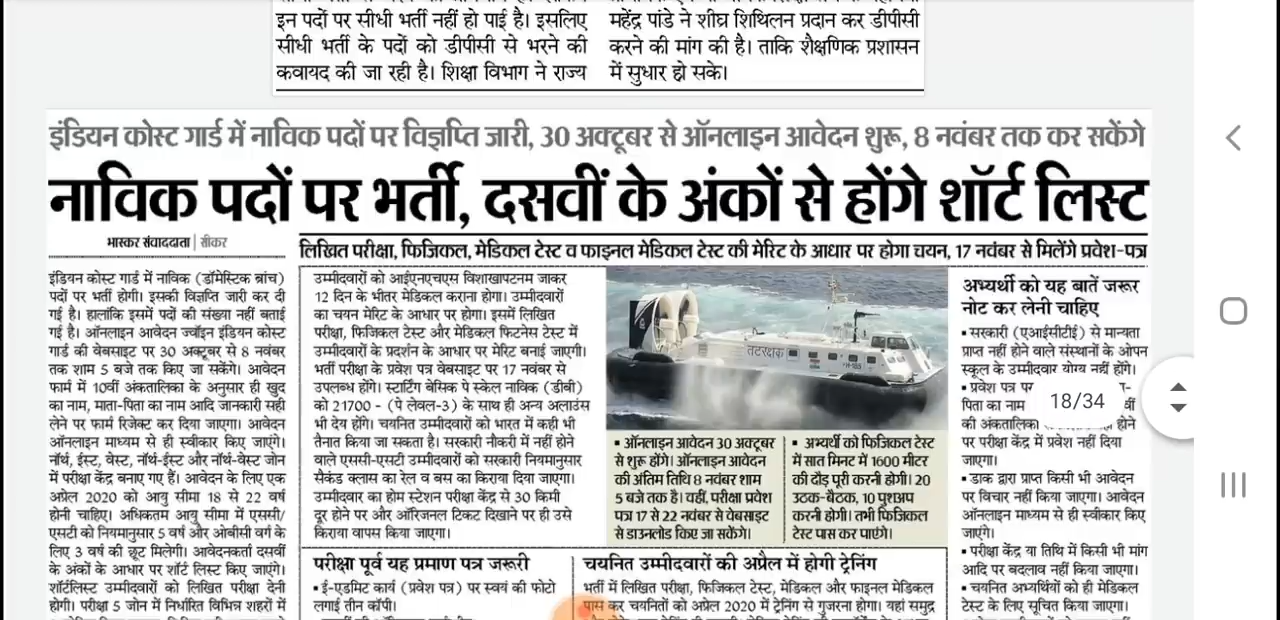 इन पदों पर सीधी भर्ती नहीं हो पाई है। इसलिए
सीधी भर्ती के पदों को डीपीसी से भरने की
कवायद की जा रही है। शिक्षा विभाग ने राज्य
महेंद्र पांडे ने शीघ्र शिथिलन प्रदान कर डीपीसी
करने की मांग की है। ताकि शैक्षणिक प्रशासन
में सुधार हो सके।
इंडियन कोस्ट गार्ड में नाविक पदों पर विज्ञप्ति जारी, 30 अक्टूबर से ऑनलाइन आवेदन शुरू, 8 नवंबर तक कर सकेंगे
नाविक पदों पर भर्ती, दसवीं के अंकों से होंगे शॉर्ट लिस्ट
भास्कर संवाददाता | सीकर
लिखित परीक्षा, फिजिकल, मेडिकल टेस्ट व फाइनल मेडिकल टेस्ट की मेरिट के आधार पर होगा चयन, 17 नवंबर से मिलेंगे प्रवेश-पत्र
इंडियन कोस्ट गार्ड में नाविक (डॉमेस्टिक ब्रांच)
पदों पर भर्ती होगी। इसकी विज्ञप्ति जारी कर दी
गई है। हालांकि इसमें पदों की संख्या नहीं बताई
गई है। ऑनलाइन आवेदन ज्वॉइन इंडियन कोस्ट
गार्ड की वेबसाइट पर 30 अक्टूबर से 8 नवंबर
तक शाम 5 बजे तक किए जा सकेंगे। आवेदन
फार्म में 10वीं अंकतालिका के अनुसार ही खुद
का नाम, माता-पिता का नाम आदि जानकारी सही
लेने पर फार्म रिजेक्ट कर दिया जाएगा। आवेदन
ऑनलाइन माध्यम से ही स्वीकार किए जाएंगे।
नॉर्थ, ईस्ट, वेस्ट, नॉर्थ-ईस्ट और नॉर्थ-वेस्ट जोन
में परीक्षा केंद्र बनाए गए हैं। आवेदन के लिए एक
अप्रैल 2020 को आयु सीमा 18 से 22 वर्ष
होनी चाहिए। अधिकतम आयु सीमा में एससी/
एसटी को नियमानुसार 5 वर्ष और ओबीसी वर्ग के
लिए 3 वर्ष की छूट मिलेगी। आवेदनकर्ता दसवीं
के अंकों के आधार पर शॉर्ट लिस्ट किए जाएंगे।
शॉर्टलिस्ट उम्मीदवारों को लिखित परीक्षा देनी
होगी। परीक्षा 5 जोन में निर्धारित विभिन्न शहरों में
उम्मीदवारों को आईएनएचएस विशाखापटनम जाकर
12 दिन के भीतर मेडिकल कराना होगा। उम्मीदवारों
का चयन मेरिट के आधार पर होगा। इसमें लिखित
परीक्षा, फिजिकल टेस्ट और मेडिकल फिटनेस टेस्ट में
उम्मीदवारों के प्रदर्शन के आधार पर मेरिट बनाई जाएगी।
भर्ती परीक्षा के प्रवेश पत्र वेबसाइट पर 17 नवंबर से
उपलब्ध होंगे। स्टार्टिंग बेसिक पे स्केल नाविक (डीबी)
को 21700 - (पे लेवल-3) के साथ ही अन्य अलाउंस
भी देय होंगे। चयनित उम्मीदवारों को भारत में कही भी
तैनात किया जा सकता है। सरकारी नौकरी में नहीं होने
वाले एससी-एसटी उम्मीदवारों को सरकारी नियमानुसार
सैकंड क्लास का रेल व बस का किराया दिया जाएगा।
उम्मीदवार का होम स्टेशन परीक्षा केंद्र से 30 किमी
दूर होने पर और ऑरिजनल टिकट दिखाने पर ही उसे
किराया वापस किया जाएगा।
तटरक्षक
H-189
▪ ऑनलाइन आवेदन 30 अक्टूबर
से शुरू होंगे। ऑनलाइन आवेदन
की अंतिम तिथि 8 नवंबर शाम
5 बजे तक है। वहीं, परीक्षा प्रवेश
पत्र 17 से 22 नवंबर से वेबसाइट
से डाउनलोड किए जा सकेंगे।
▪ अभ्यर्थी को फिजिकल टेस्ट
में सात मिनट में 1600 मीटर
की दौड़ पूरी करनी होगी। 20
उठक-बैठक, 10 पुशअप
करनी होगी। तभी फिजिकल
टेस्ट पास कर पाएंगे।
अभ्यर्थी को यह बातें जरूर
नोट कर लेनी चाहिए
▪ सरकारी (एआईसीटीई) से मान्यता
प्राप्त नहीं होने वाले संस्थानों के ओपन
स्कूल के उम्मीदवार योग्य नहीं होंगे।
▪ प्रवेश पत्र पर
पिता का नाम
की अंकतालिका होने
पर परीक्षा केंद्र में प्रवेश नहीं दिया
जाएगा।
▪ डाक द्वारा प्राप्त किसी भी आवेदन
पर विचार नहीं किया जाएगा। आवेदन
ऑनलाइन माध्यम से ही स्वीकार किए
जाएंगे।
▪ परीक्षा केंद्र या तिथि में किसी भी मांग
आदि पर बदलाव नहीं किया जाएगा।
▪ चयनित अभ्यर्थियों को ही मेडिकल
टेस्ट के लिए सूचित किया जाएगा।
18/34
परीक्षा पूर्व यह प्रमाण पत्र जरूरी
▪ ई-एडमिट कार्य (प्रवेश पत्र) पर स्वयं की फोटो
लगाई तीन कॉपी।
चयनित उम्मीदवारों की अप्रैल में होगी ट्रेनिंग
भर्ती में लिखित परीक्षा, फिजिकल टेस्ट, मेडिकल और फाइनल मेडिकल
पास कर चयनितों को अप्रेल 2020 में ट्रेनिंग से गुजरना होगा। यहां समुद्र